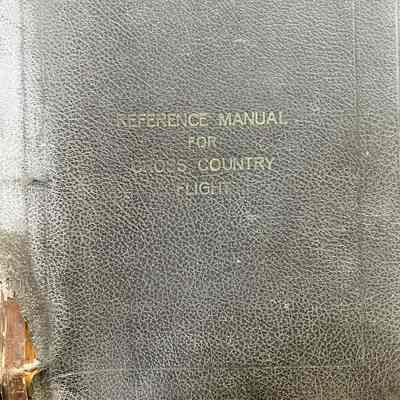 REFERENCE MANUAL
FOR
CROSS COUNTRY
FLIGHT